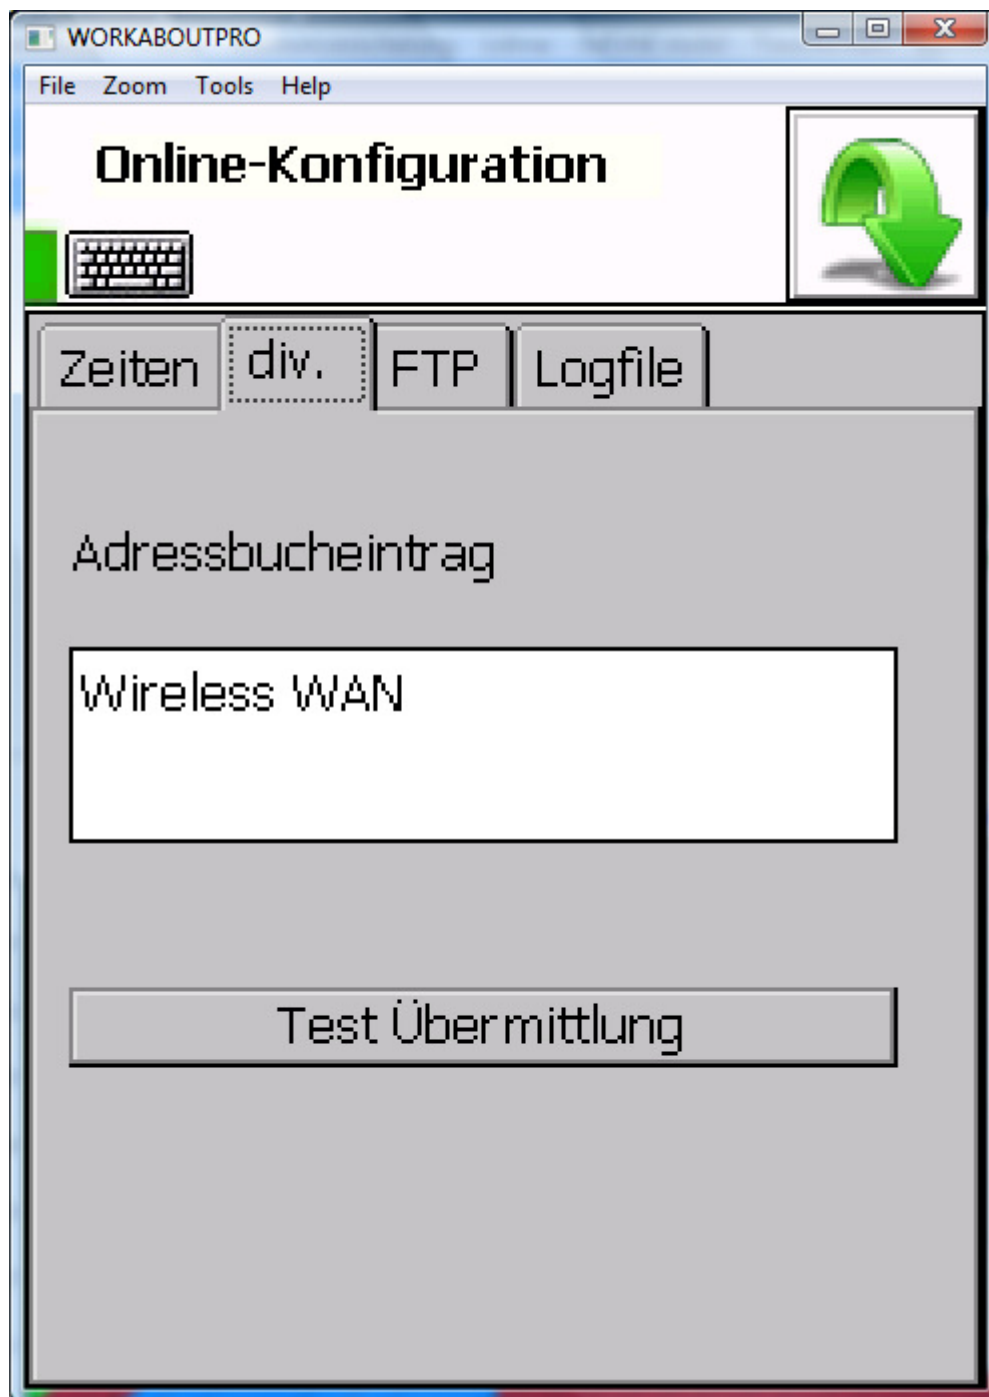 WORKABOUTPRO
File Zoom Tools Help
Online-Konfiguration
Zeiten div. FTP Logfile
Adressbucheintrag
Wireless WAN
Test Übermittlung